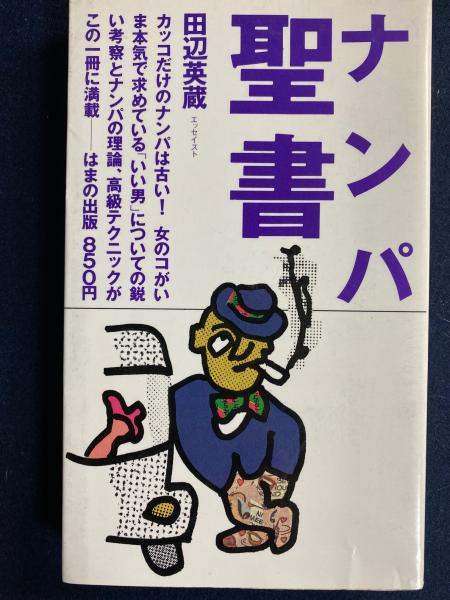 ナンパ
聖書
田辺英蔵
エッセイスト
カッコだけのナンパは古い！ 女のコがい
ま本気で求めている「いい男」についての鋭
い考察とナンパの理論、高級テクニックが
この一冊に満載──はまの出版 850円